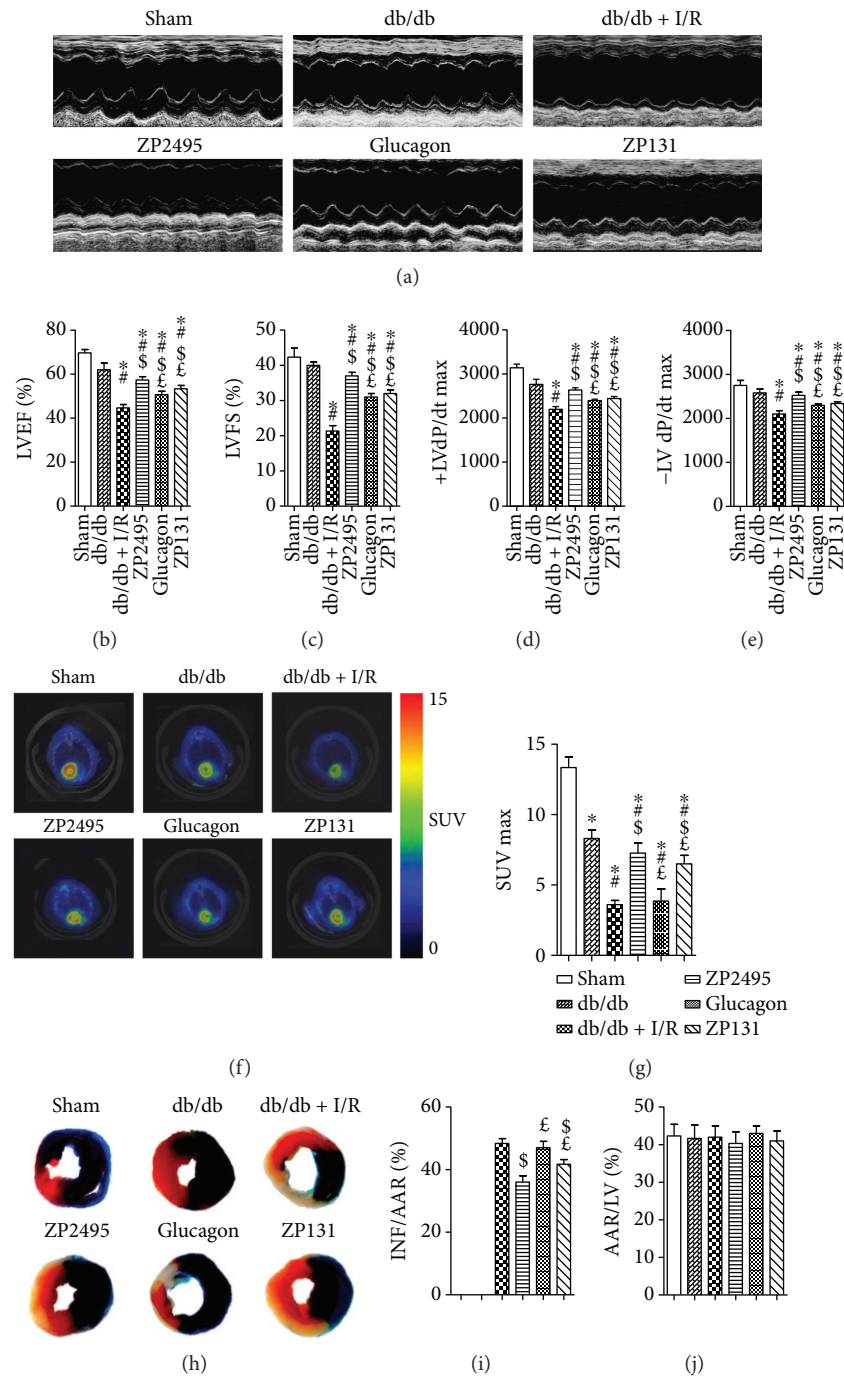 Sham db/db db/db + I/R
ZP2495 Glucagon ZP131
(a)
80
60
40
20
0
LVEF (%)
*
#
*
#
$
*
#
$
£
*
#
$
£
Sham
db/db
db/db + I/R
ZP2495
Glucagon
ZP131
(b)
50
40
30
20
10
0
LVFS (%)
*
#
*
#
$
*
#
$
£
*
#
$
£
Sham
db/db
db/db + I/R
ZP2495
Glucagon
ZP131
(c)
4000
3000
2000
1000
0
+LVdP/dt max
*
#
*
#
$
*
#
$
£
*
#
$
£
Sham
db/db
db/db + I/R
ZP2495
Glucagon
ZP131
(d)
4000
3000
2000
1000
0
−LV dP/dt max
*
#
*
#
$
*
#
$
£
*
#
$
£
Sham
db/db
db/db + I/R
ZP2495
Glucagon
ZP131
(e)
Sham db/db db/db + I/R
ZP2495 Glucagon ZP131
15
SUV
0
(f)
15
10
5
0
SUV max
*
*
#
*
#
$
*
#
£
*
#
$
£
Sham ZP2495
db/db Glucagon
db/db + I/R ZP131
(g)
Sham db/db db/db + I/R
ZP2495 Glucagon ZP131
(h)
60
40
20
0
INF/AAR (%)
$
£
$
£
(i)
50
40
30
20
10
0
AAR/LV (%)
(j)